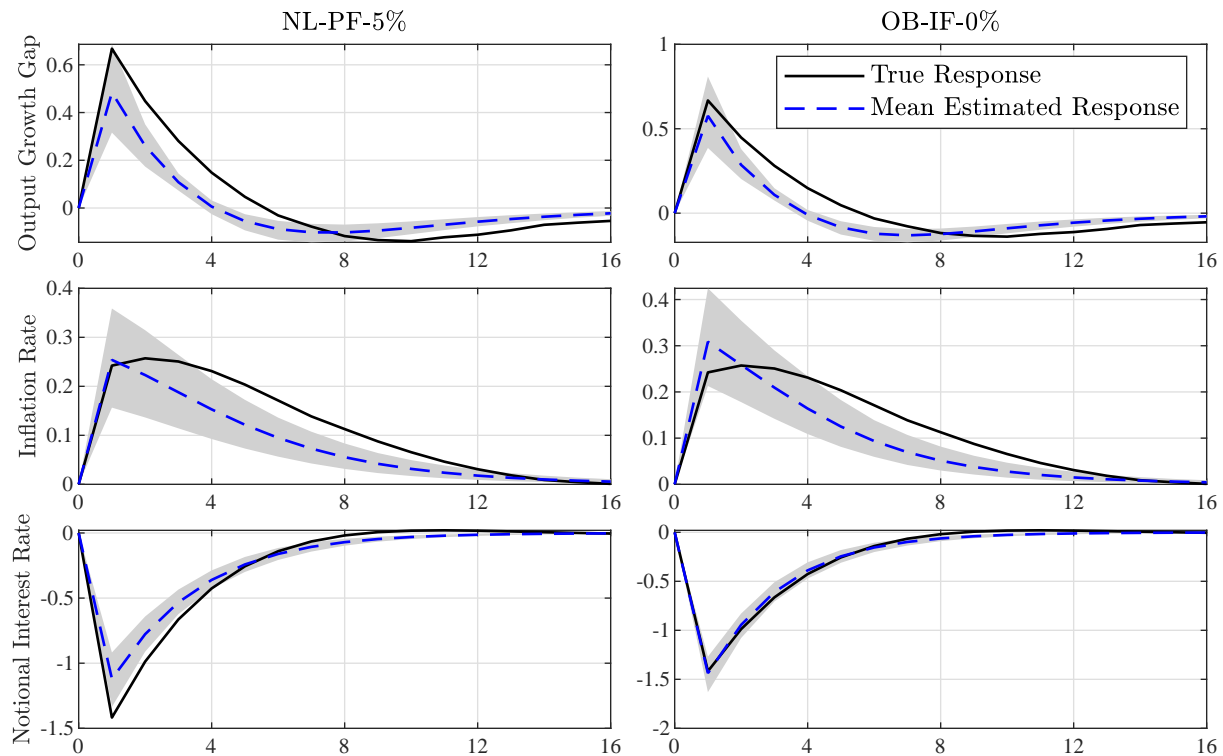 NL-PF-5%
OB-IF-0%
Output Growth Gap
0.6
0.4
0.2
0
0 4 8 12 16
1
0.5
0
0 4 8 12 16
True Response
Mean Estimated Response
Inflation Rate
0.4
0.3
0.2
0.1
0
0 4 8 12 16
0.4
0.3
0.2
0.1
0
0 4 8 12 16
Notional Interest Rate
0
-0.5
-1
-1.5
0 4 8 12 16
0
-0.5
-1
-1.5
-2
0 4 8 12 16